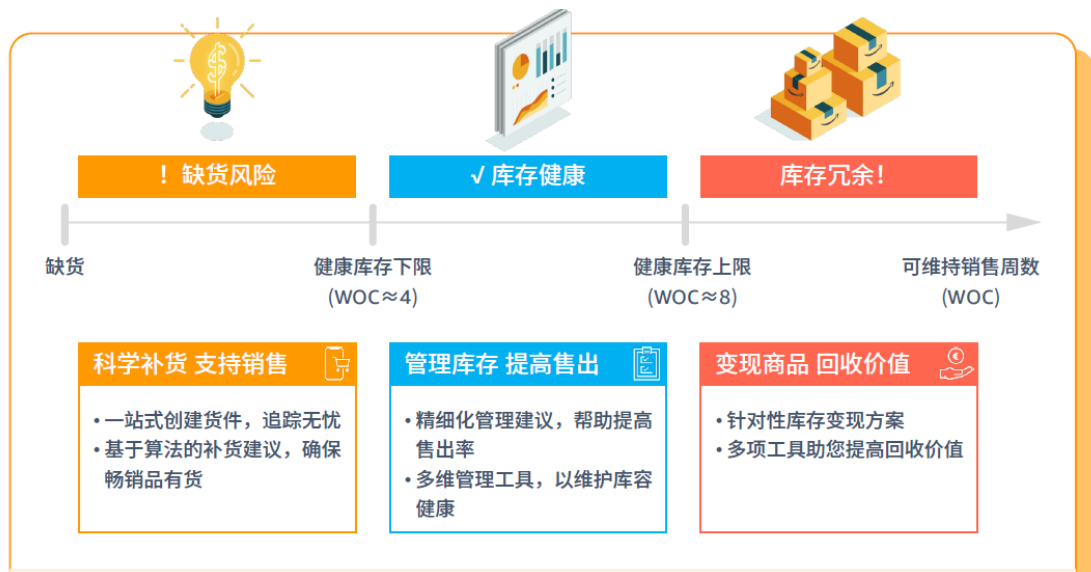 ！缺货风险
√ 库存健康
库存冗余！
缺货
健康库存下限
(WOC≈4)
健康库存上限
(WOC≈8)
可维持销售周数
(WOC)
科学补货 支持销售
• 一站式创建货件，追踪无忧
• 基于算法的补货建议，确保
畅销品有货
管理库存 提高售出
• 精细化管理建议，帮助提高
售出率
• 多维管理工具，以维护库容
健康
变现商品 回收价值
• 针对性库存变现方案
• 多项工具助您提高回收价值